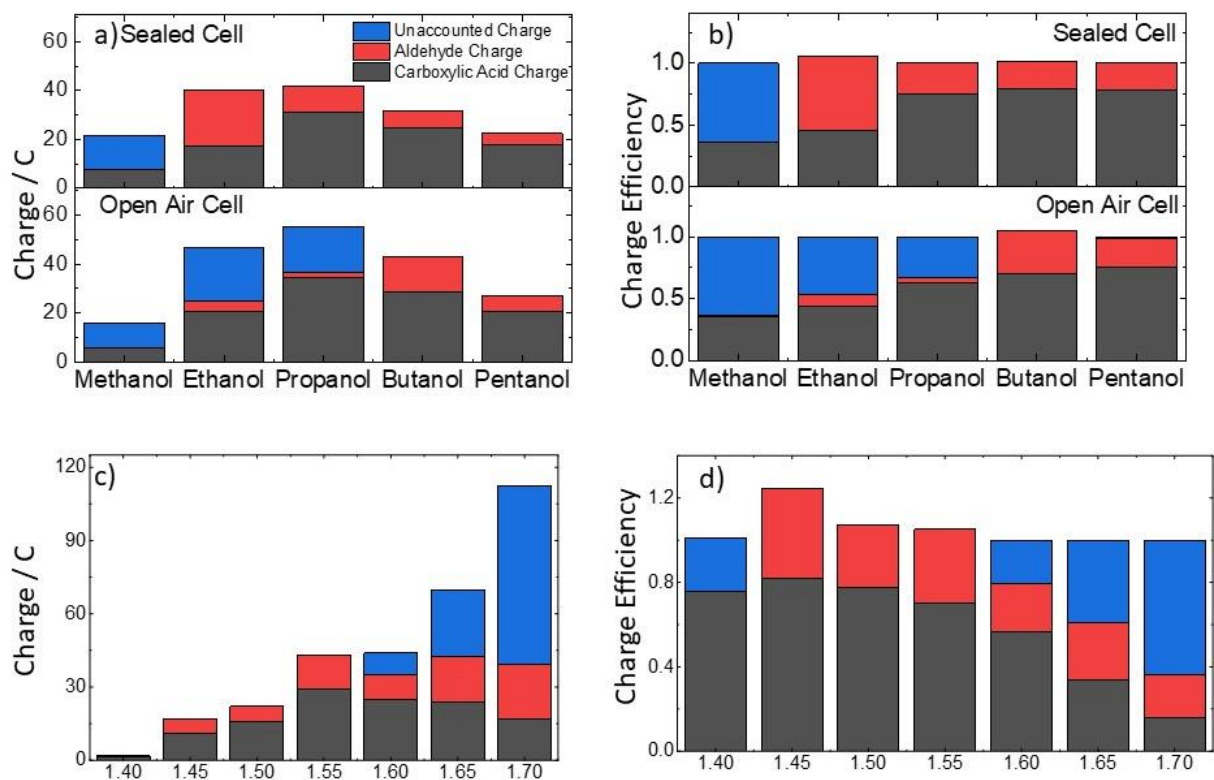 a) Sealed Cell
Unaccounted Charge
Aldehyde Charge
Carboxylic Acid Charge
60
40
20
0
Open Air Cell
60
40
20
0
Charge / C
Methanol Ethanol Propanol Butanol Pentanol
b)
Sealed Cell
1.0
0.5
0.0
Open Air Cell
1.0
0.5
0.0
Charge Efficiency
Methanol Ethanol Propanol Butanol Pentanol
c)
120
90
60
30
0
Charge / C
1.40 1.45 1.50 1.55 1.60 1.65 1.70
d)
1.2
0.8
0.4
0.0
Charge Efficiency
1.40 1.45 1.50 1.55 1.60 1.65 1.70